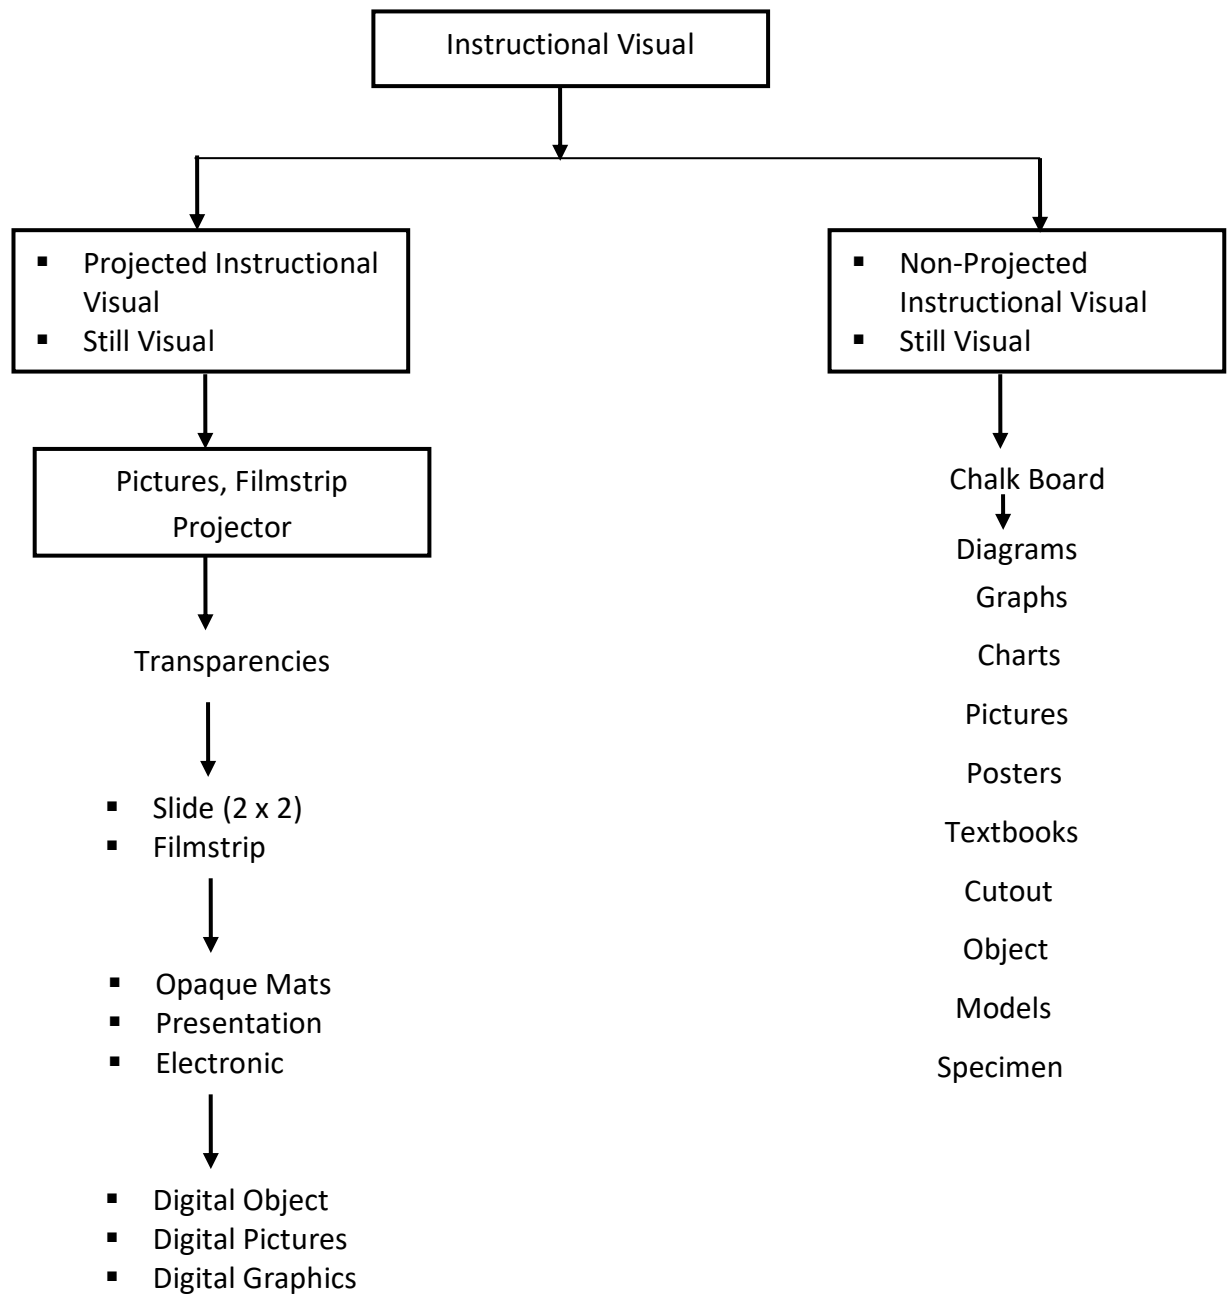 Instructional Visual
▪ Projected Instructional
Visual
▪ Still Visual
▪ Non-Projected
Instructional Visual
▪ Still Visual
Pictures, Filmstrip
Projector
Transparencies
▪ Slide (2 x 2)
▪ Filmstrip
▪ Opaque Mats
▪ Presentation
▪ Electronic
▪ Digital Object
▪ Digital Pictures
▪ Digital Graphics
Chalk Board
Diagrams
Graphs
Charts
Pictures
Posters
Textbooks
Cutout
Object
Models
Specimen